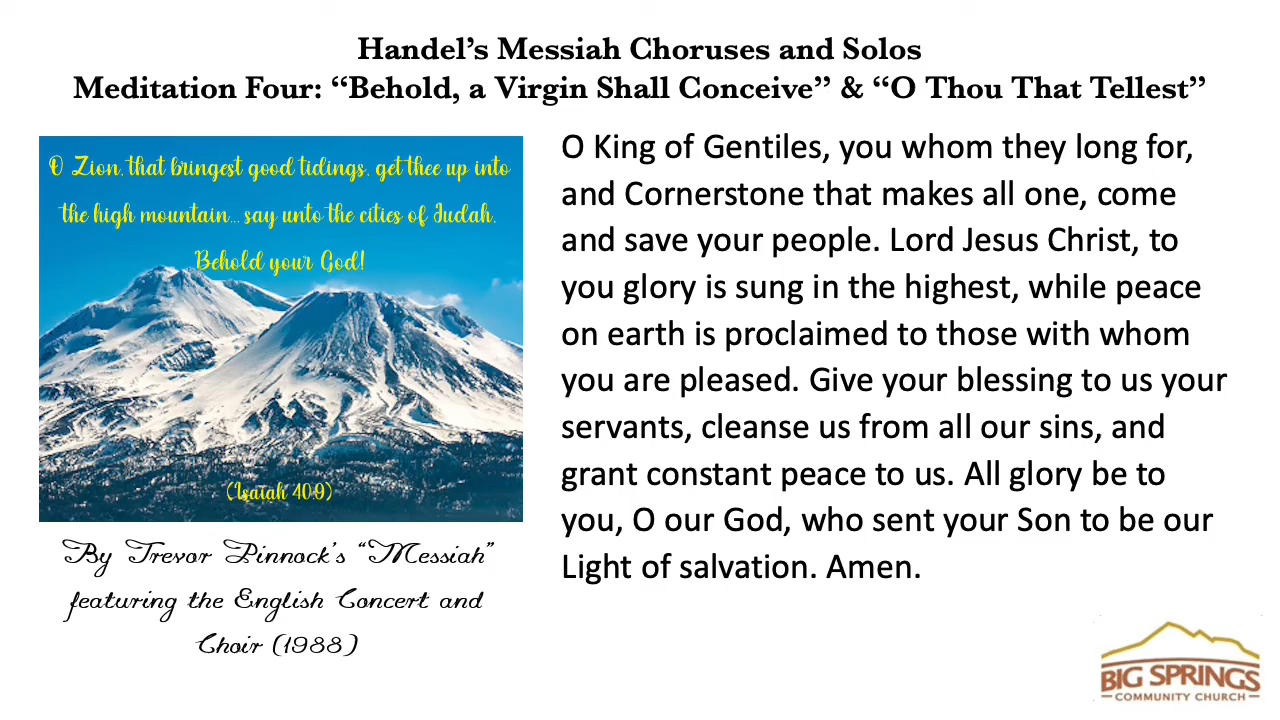 Handel’s Messiah Choruses and Solos
Meditation Four: “Behold, a Virgin Shall Conceive” & “O Thou That Tellest”
O Zion, that bringest good tidings, get thee up into
the high mountain... say unto the cities of Judah,
Behold your God!
(Isaiah 40:9)
By Trevor Pinnock’s “Messiah”
featuring the English Concert and
Choir (1988)
O King of Gentiles, you whom they long for,
and Cornerstone that makes all one, come
and save your people. Lord Jesus Christ, to
you glory is sung in the highest, while peace
on earth is proclaimed to those with whom
you are pleased. Give your blessing to us your
servants, cleanse us from all our sins, and
grant constant peace to us. All glory be to
you, O our God, who sent your Son to be our
Light of salvation. Amen.
BIG SPRINGS
COMMUNITY CHURCH